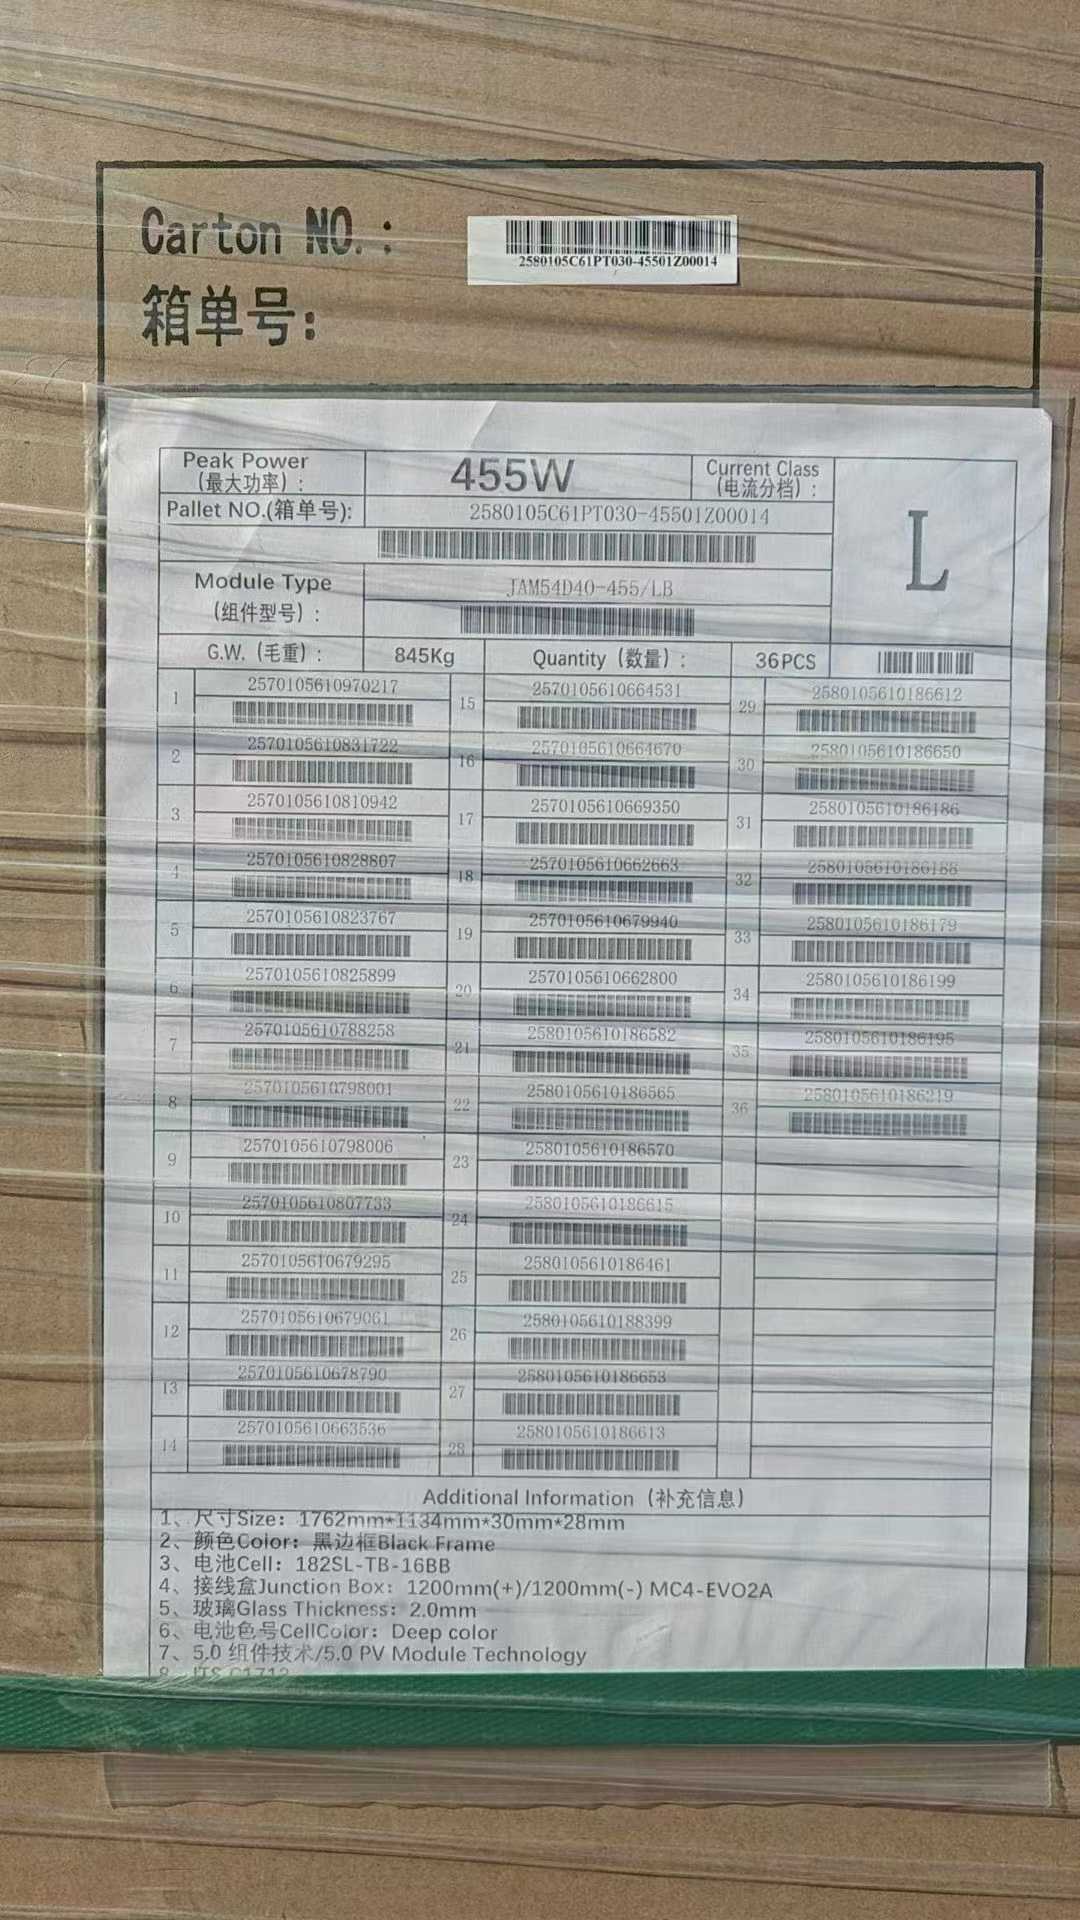 Carton NO.:
2580105C61PT030-45501Z00014
箱单号:
Peak Power
(最大功率):
455W
Current Class
(电流分档):
L
Pallet NO.(箱单号):
2580105C61PT030-45501Z00014
Module Type
(组件型号):
JAM54D40-455/LB
G.W. (毛重): 845Kg Quantity (数量): 36PCS
1 2570105610970217
2 2570105610831722
3 2570105610810942
4 2570105610828807
5 2570105610823767
6 2570105610825899
7 2570105610788258
8 2570105610798001
9 2570105610798006
10 2570105610807733
11 2570105610679295
12 2570105610679061
13 2570105610678790
14 2570105610663536
15 2570105610664531
16 2570105610664670
17 2570105610669350
18 2570105610662663
19 2570105610679940
20 2570105610662800
21 2580105610186582
22 2580105610186565
23 2580105610186570
24 2580105610186615
25 2580105610186461
26 2580105610188399
27 2580105610186653
28 2580105610186613
29 2580105610186612
30 2580105610186650
31 2580105610186186
32 2580105610186188
33 2580105610186179
34 2580105610186199
35 2580105610186195
36 2580105610186219
Additional Information (补充信息)
1、尺寸Size: 1762mm*1134mm*30mm*28mm
2、颜色Color: 黑边框Black Frame
3、电池Cell: 182SL-TB-16BB
4、接线盒Junction Box: 1200mm(+)/1200mm(-) MC4-EVO2A
5、玻璃Glass Thickness: 2.0mm
6、电池色号CellColor: Deep color
7、5.0 组件技术/5.0 PV Module Technology